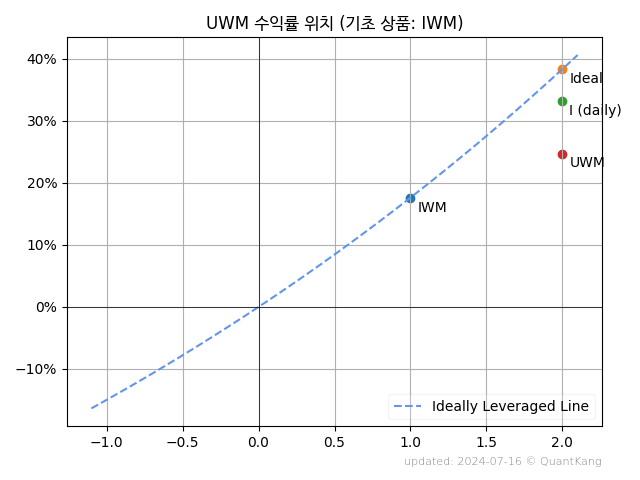 UWM 수익률 위치 (기초 상품: IWM)
40%
30%
20%
10%
0%
−10%
Ideal
I (daily)
UWM
IWM
Ideally Leveraged Line
−1.0 −0.5 0.0 0.5 1.0 1.5 2.0
updated: 2024-07-16 © QuantKang